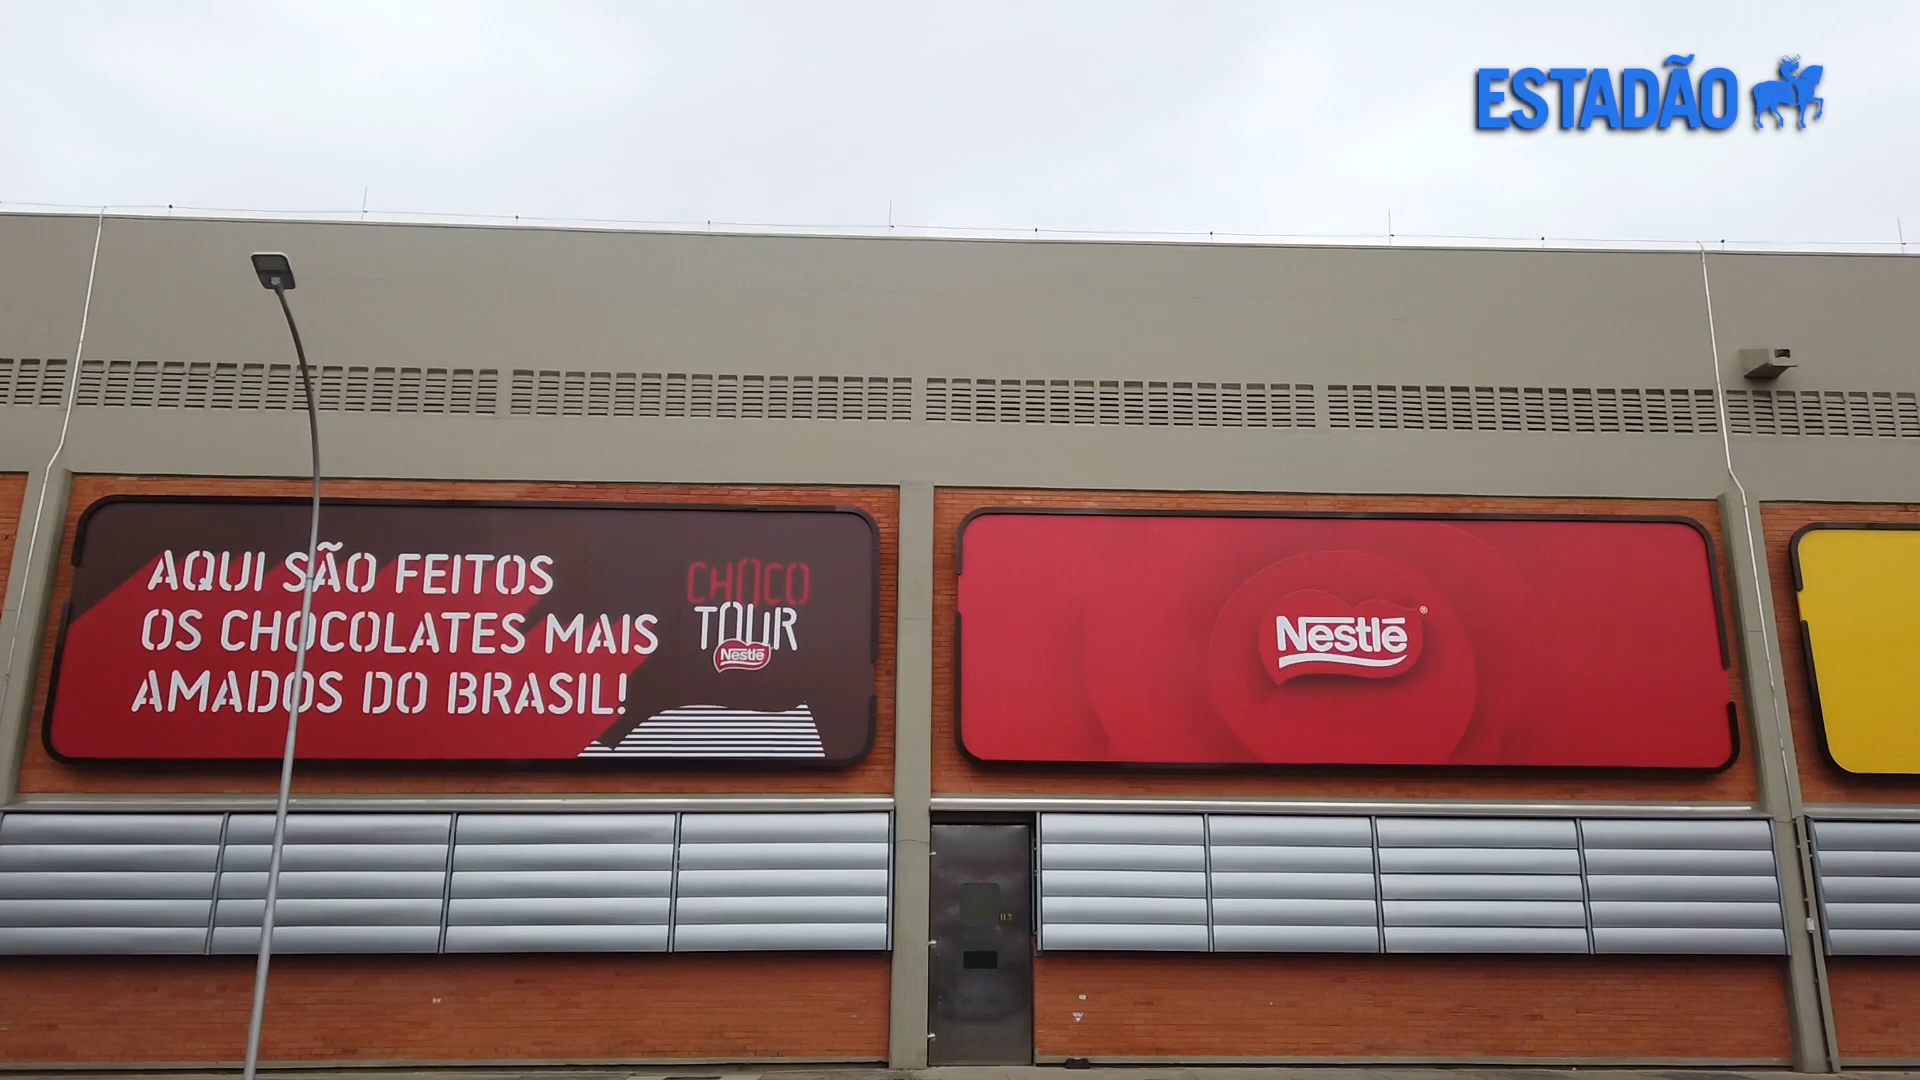 ESTADÃO
AQUI SÃO FEITOS
OS CHOCOLATES MAIS
AMADOS DO BRASIL!
CHOCO
TOUR
Nestlé
Nestlé®